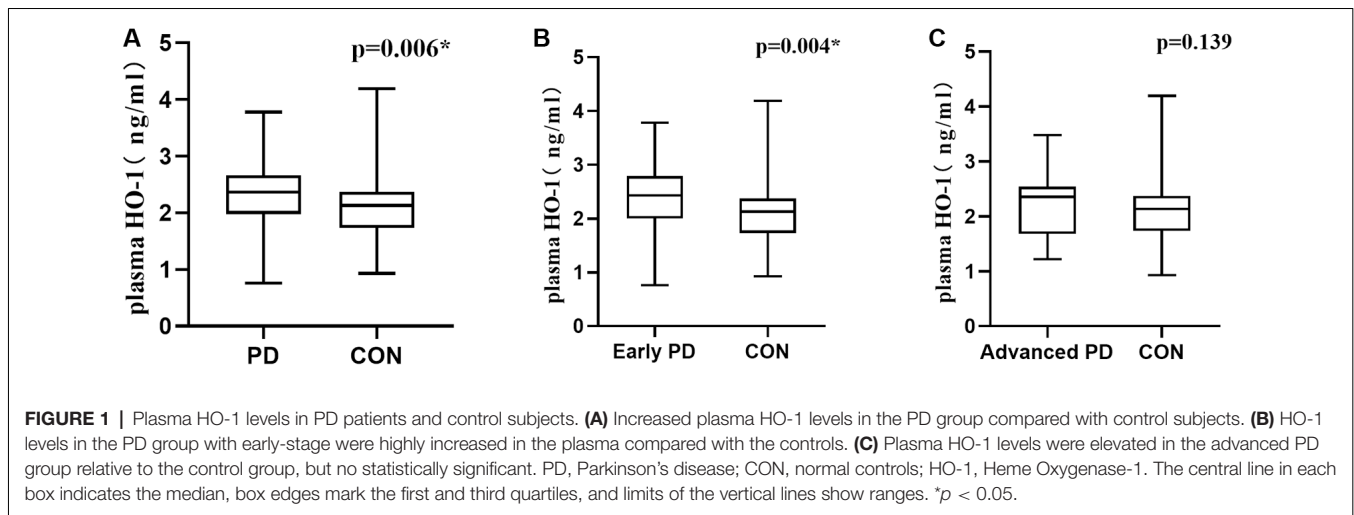 A
p=0.006*
plasma HO-1( ng/ml)
5
4
3
2
1
0
PD CON
B
p=0.004*
plasma HO-1( ng/ml)
5
4
3
2
1
0
Early PD CON
C
p=0.139
plasma HO-1( ng/ml)
5
4
3
2
1
0
Advanced PD CON
FIGURE 1 | Plasma HO-1 levels in PD patients and control subjects. (A) Increased plasma HO-1 levels in the PD group compared with control subjects. (B) HO-1
levels in the PD group with early-stage were highly increased in the plasma compared with the controls. (C) Plasma HO-1 levels were elevated in the advanced PD
group relative to the control group, but no statistically significant. PD, Parkinson's disease; CON, normal controls; HO-1, Heme Oxygenase-1. The central line in each
box indicates the median, box edges mark the first and third quartiles, and limits of the vertical lines show ranges. *p < 0.05.